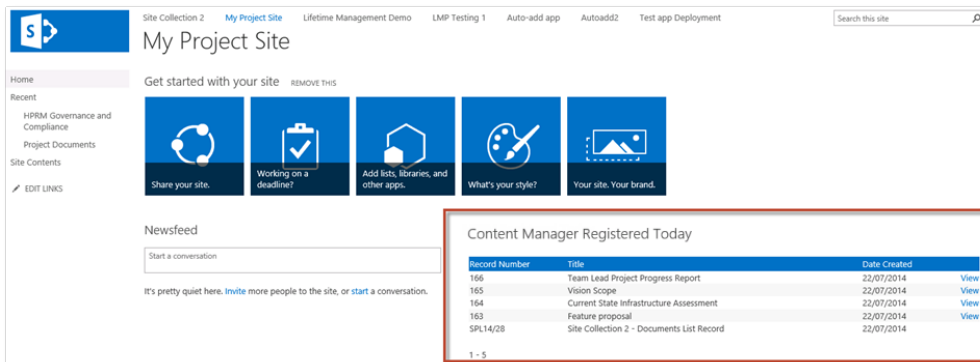 Site Collection 2 My Project Site Lifetime Management Demo LMP Testing 1 Auto-add app Autoadd2 Test app Deployment
Search this site
S
My Project Site
Home
Recent
HPRM Governance and
Compliance
Project Documents
Site Contents
EDIT LINKS
Get started with your site REMOVE THIS
Share your site.
Working on a
deadline?
Add lists, libraries, and
other apps.
What's your style?
Your site. Your brand.
Newsfeed
Start a conversation
It's pretty quiet here. Invite more people to the site, or start a conversation.
Content Manager Registered Today
Record Number Title Date Created
166 Team Lead Project Progress Report 22/07/2014 View
165 Vision Scope 22/07/2014 View
164 Current State Infrastructure Assessment 22/07/2014 View
163 Feature proposal 22/07/2014 View
SPL14/28 Site Collection 2 - Documents List Record 22/07/2014
1 - 5